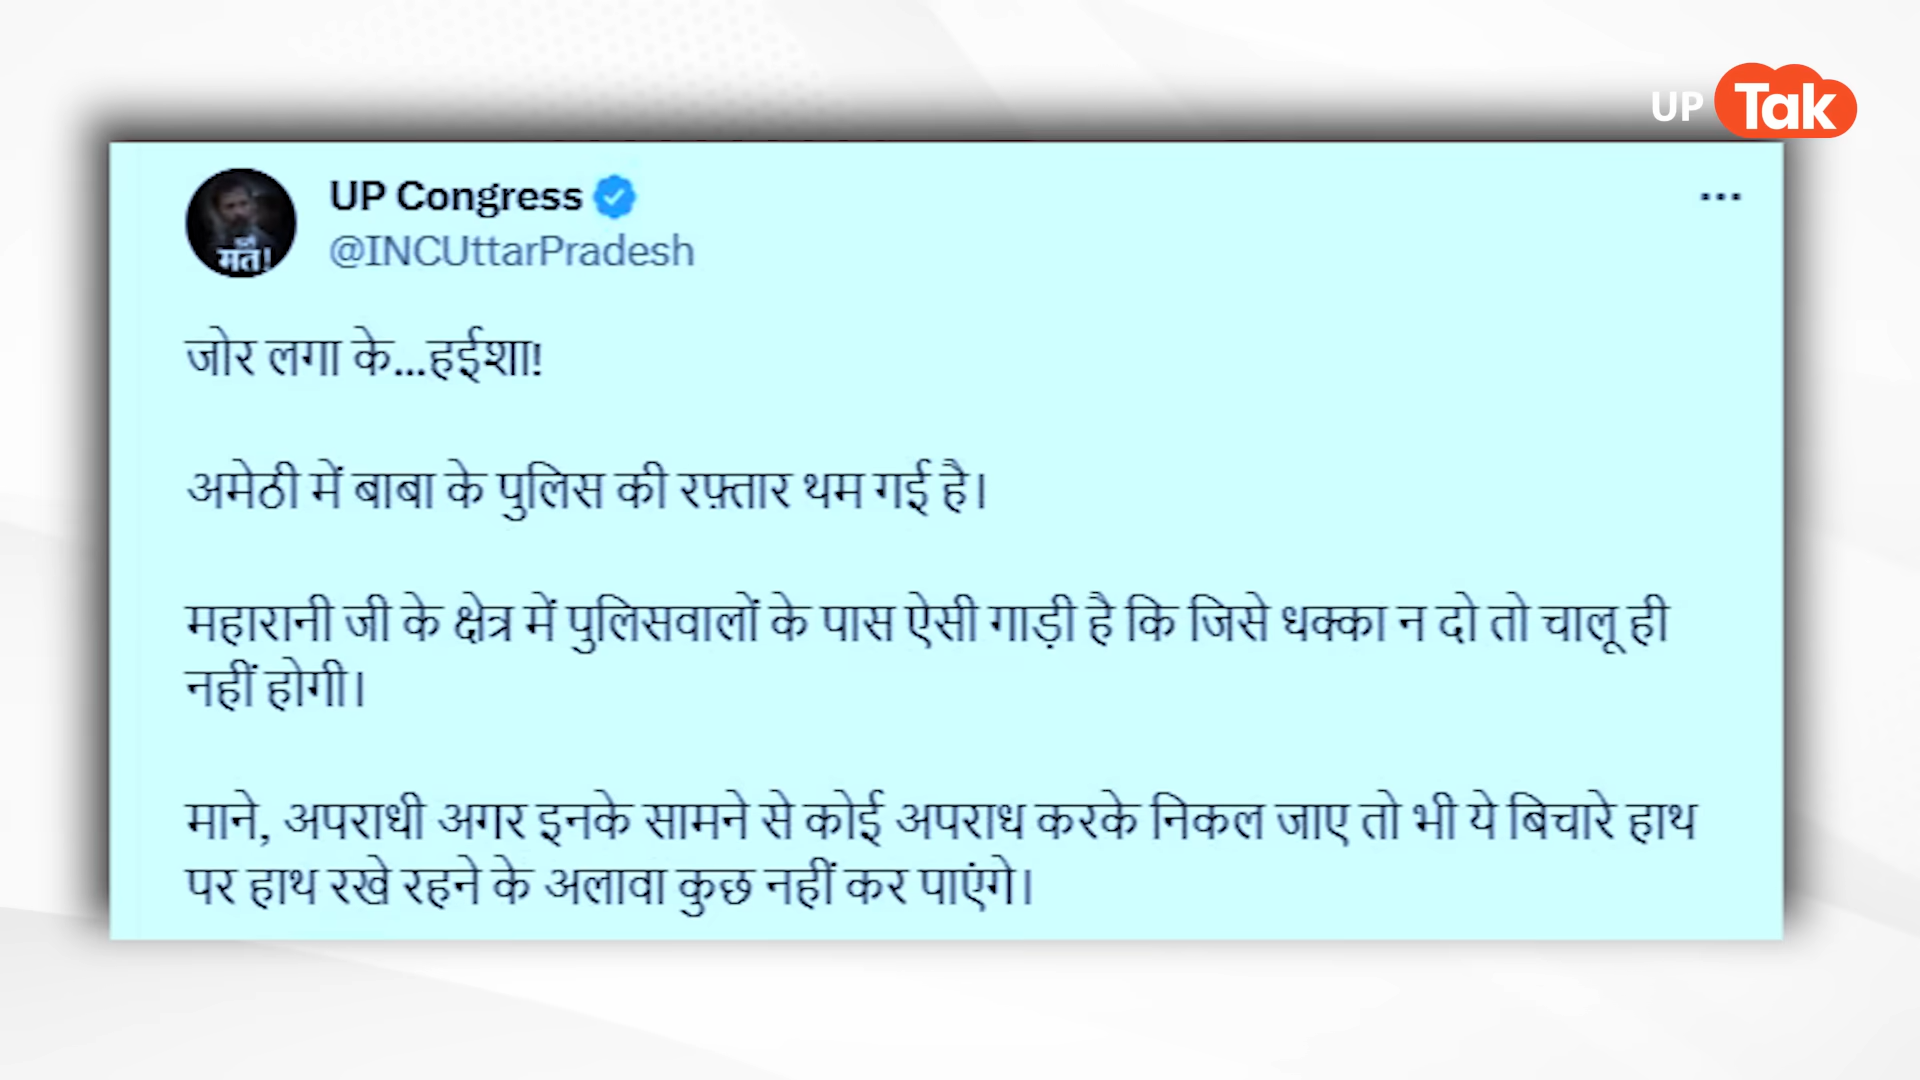 UP Tak
UP Congress
@INCUttarPradesh
मत!
जोर लगा के...हईशा!
अमेठी में बाबा के पुलिस की रफ़्तार थम गई है।
महारानी जी के क्षेत्र में पुलिसवालों के पास ऐसी गाड़ी है कि जिसे धक्का न दो तो चालू ही
नहीं होगी।
माने, अपराधी अगर इनके सामने से कोई अपराध करके निकल जाए तो भी ये बिचारे हाथ
पर हाथ रखे रहने के अलावा कुछ नहीं कर पाएंगे।